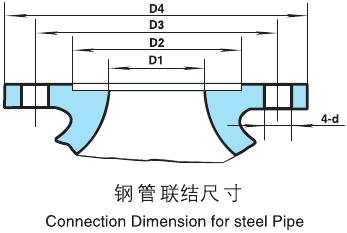 D4
D3
D2
D1
4-d
钢管联结尺寸
Connection Dimension for steel Pipe